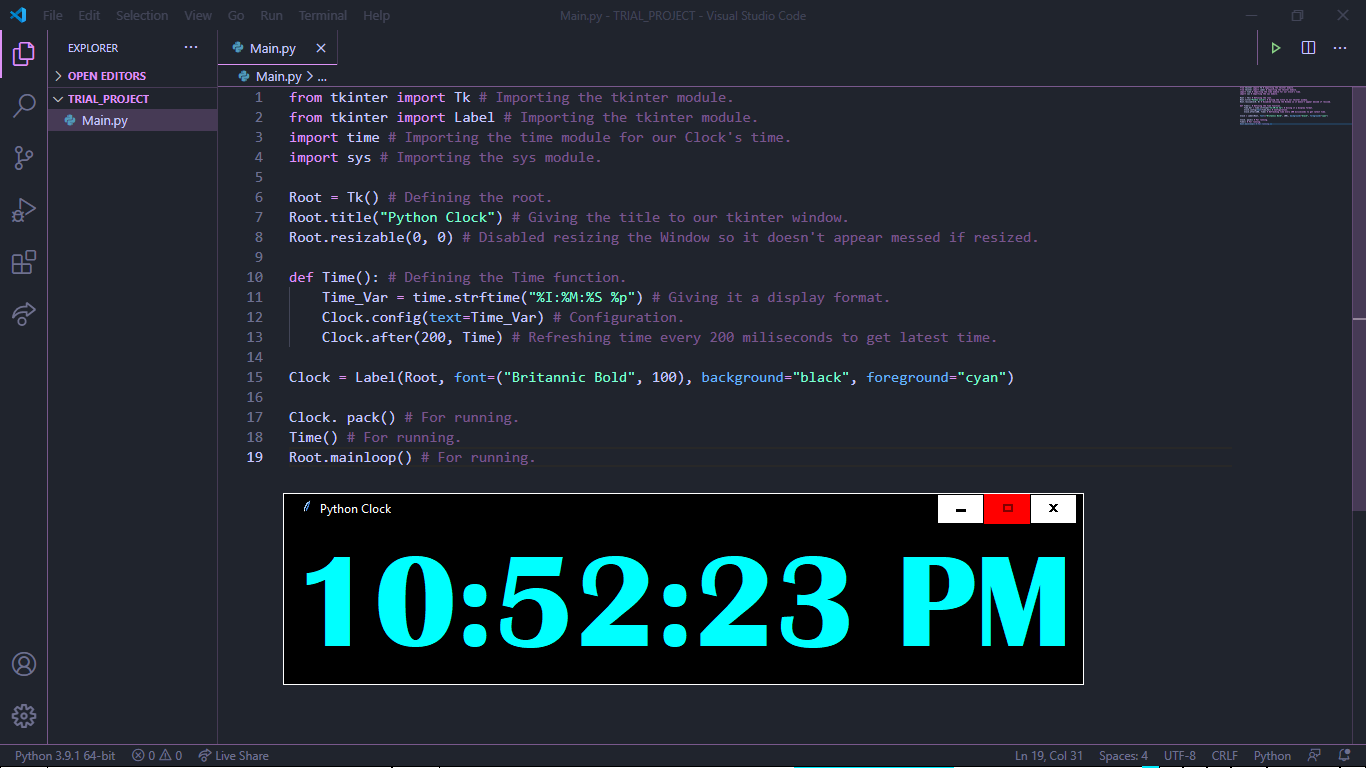 File Edit Selection View Go Run Terminal Help Main.py - TRIAL_PROJECT - Visual Studio Code
EXPLORER ...
OPEN EDITORS
TRIAL_PROJECT
Main.py
Main.py
Main.py > ...
1 from tkinter import Tk # Importing the tkinter module.
2 from tkinter import Label # Importing the tkinter module.
3 import time # Importing the time module for our Clock's time.
4 import sys # Importing the sys module.
5
6 Root = Tk() # Defining the root.
7 Root.title("Python Clock") # Giving the title to our tkinter window.
8 Root.resizable(0, 0) # Disabled resizing the Window so it doesn't appear messed if resized.
9
10 def Time(): # Defining the Time function.
11     Time_Var = time.strftime("%I:%M:%S %p") # Giving it a display format.
12     Clock.config(text=Time_Var) # Configuration.
13     Clock.after(200, Time) # Refreshing time every 200 miliseconds to get latest time.
14
15 Clock = Label(Root, font=("Britannic Bold", 100), background="black", foreground="cyan")
16
17 Clock. pack() # For running.
18 Time() # For running.
19 Root.mainloop() # For running.
Python Clock
10:52:23 PM
Python 3.9.1 64-bit 0 0 Live Share Ln 19, Col 31 Spaces: 4 UTF-8 CRLF Python